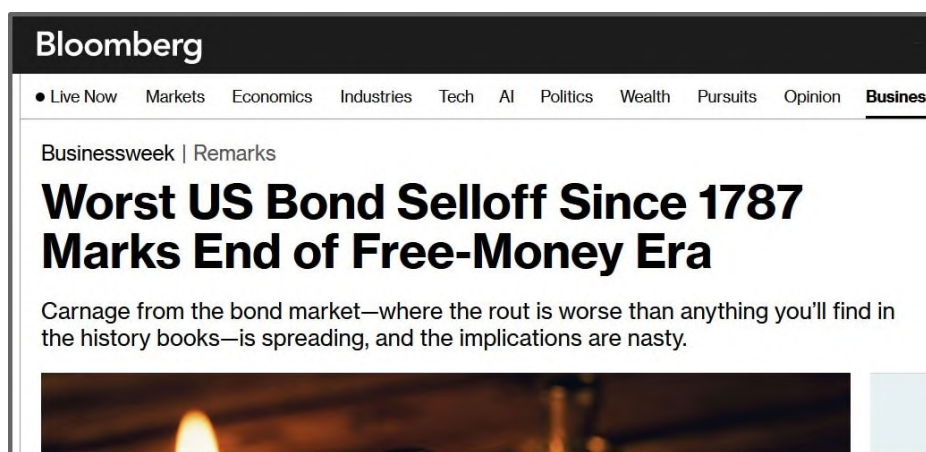 Bloomberg
• Live Now Markets Economics Industries Tech AI Politics Wealth Pursuits Opinion Busines
Businessweek | Remarks
Worst US Bond Selloff Since 1787
Marks End of Free-Money Era
Carnage from the bond market—where the rout is worse than anything you'll find in
the history books—is spreading, and the implications are nasty.